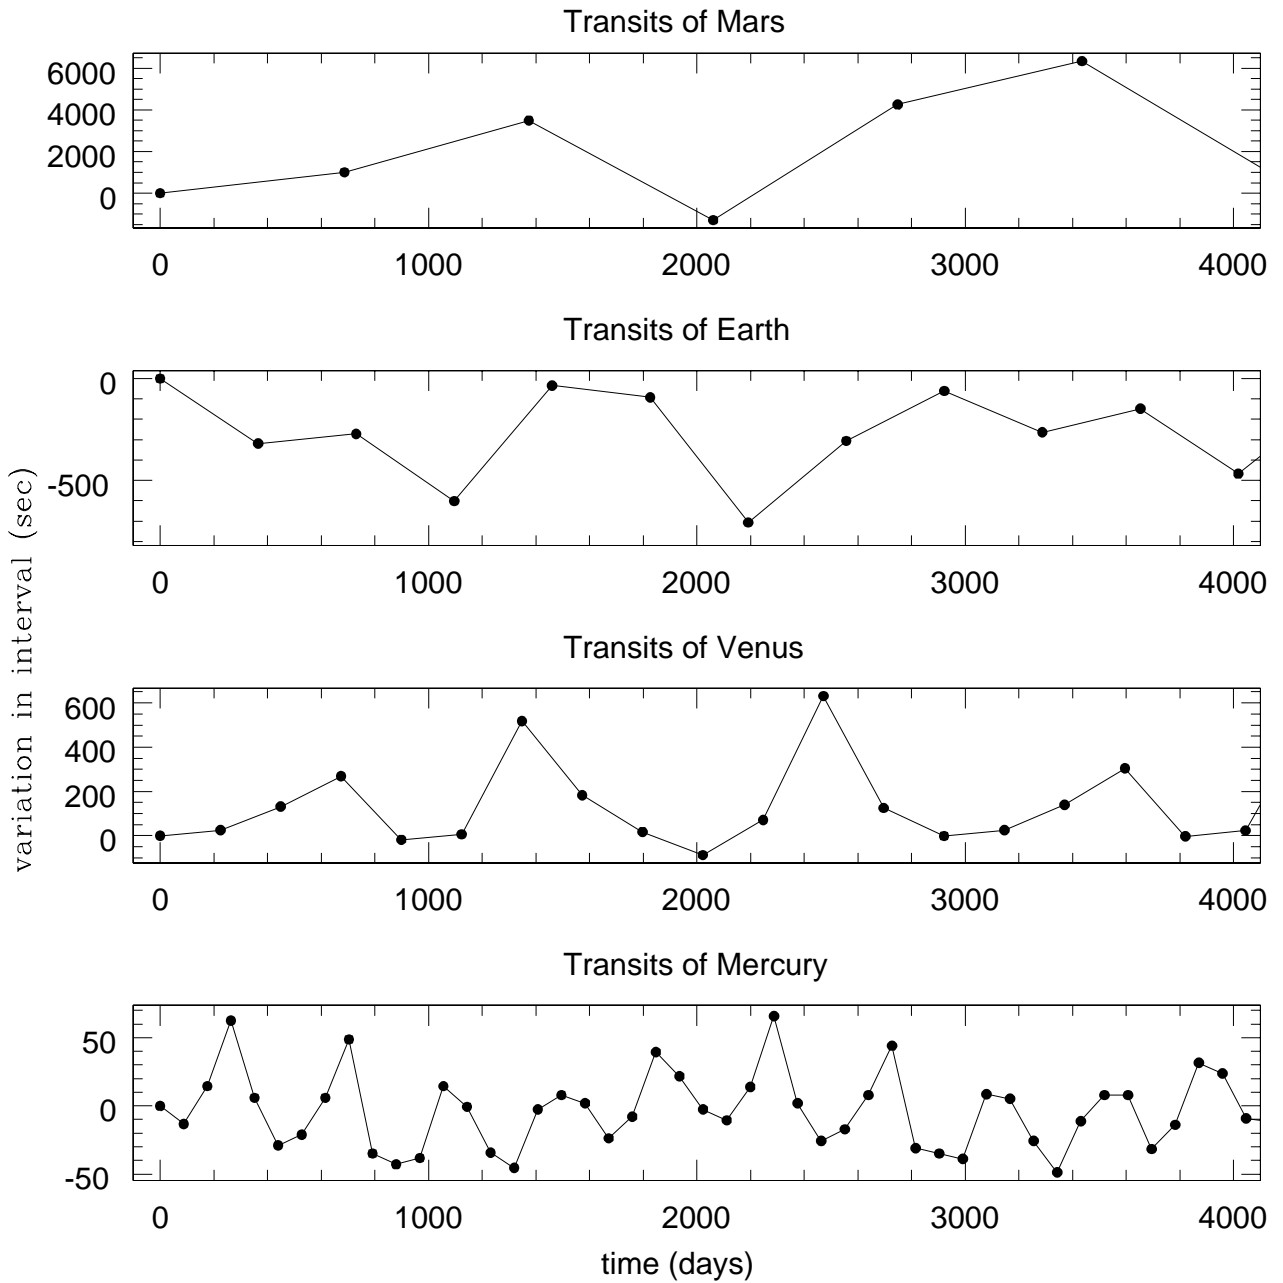 Transits of Mars
6000
4000
2000
0
0 1000 2000 3000 4000
Transits of Earth
0
-500
0 1000 2000 3000 4000
Transits of Venus
600
400
200
0
0 1000 2000 3000 4000
Transits of Mercury
50
0
-50
0 1000 2000 3000 4000
time (days)
variation in interval (sec)